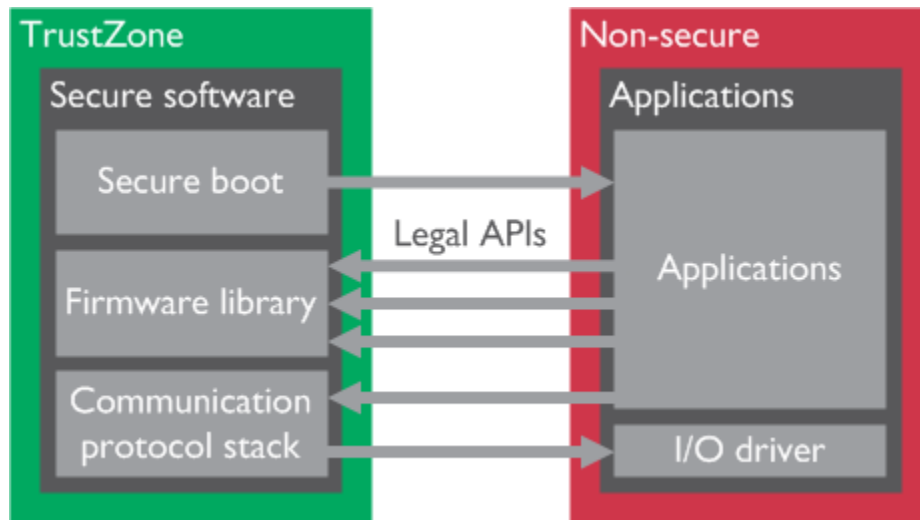 TrustZone
Secure software
Secure boot
Firmware library
Communication
protocol stack
Legal APIs
Non-secure
Applications
Applications
I/O driver